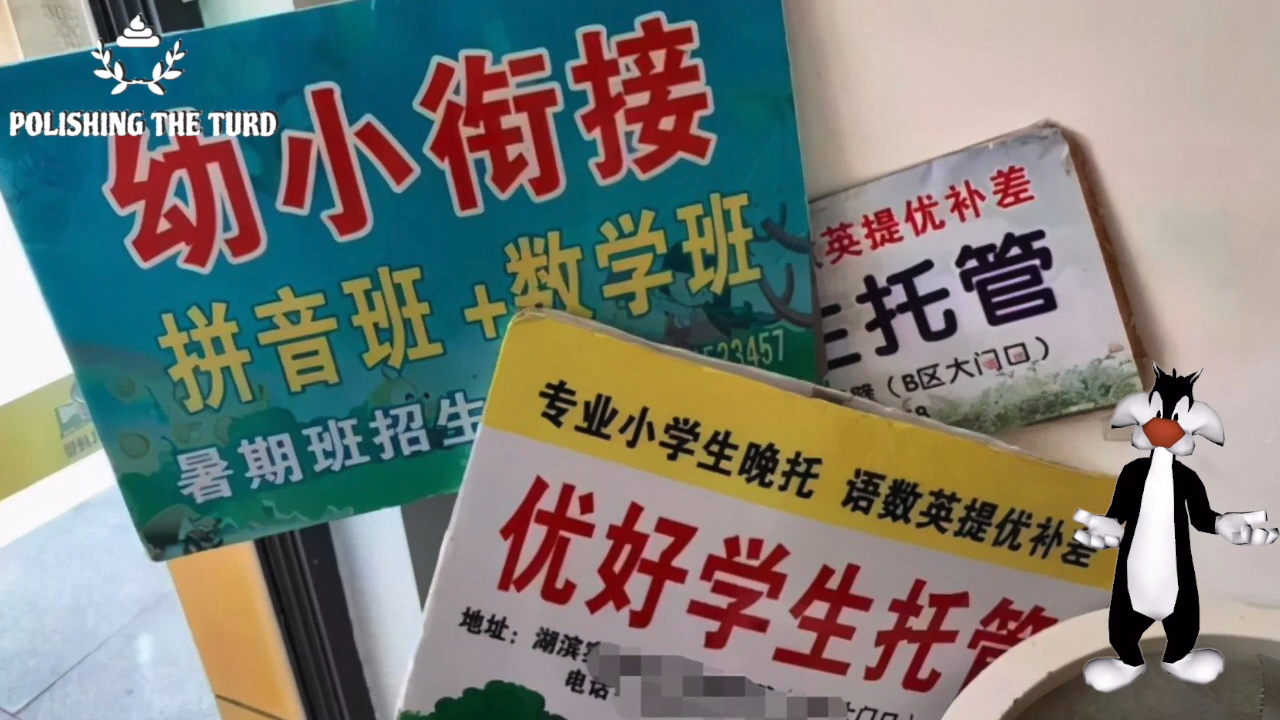 POLISHING THE TURD
幼小衔接
拼音班+数学班
523457
暑期班招生
英提优补差
托管
(B区大门口)
专业小学生晚托 语数英提优补差
优好学生托管
地址:湖滨
电话